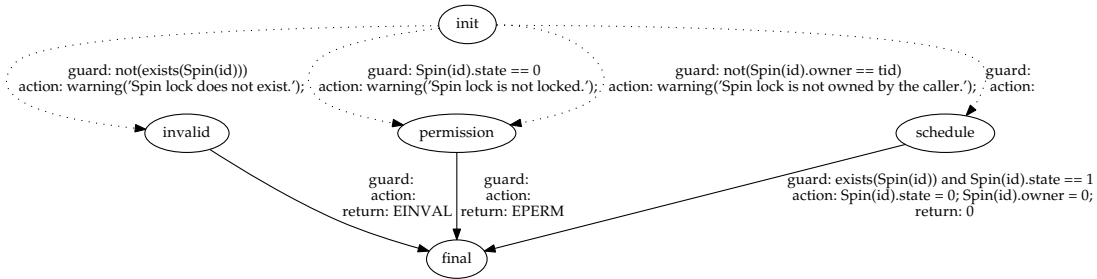 init
guard: not(exists(Spin(id)))
action: warning(‘Spin lock does not exist.’);
guard: Spin(id).state == 0
action: warning(‘Spin lock is not locked.’);
guard: not(Spin(id).owner == tid)
action: warning(‘Spin lock is not owned by the caller.’);
guard:
action:
invalid
permission
schedule
guard:
action:
return: EINVAL
guard:
action:
return: EPERM
guard: exists(Spin(id)) and Spin(id).state == 1
action: Spin(id).state = 0; Spin(id).owner = 0;
return: 0
final